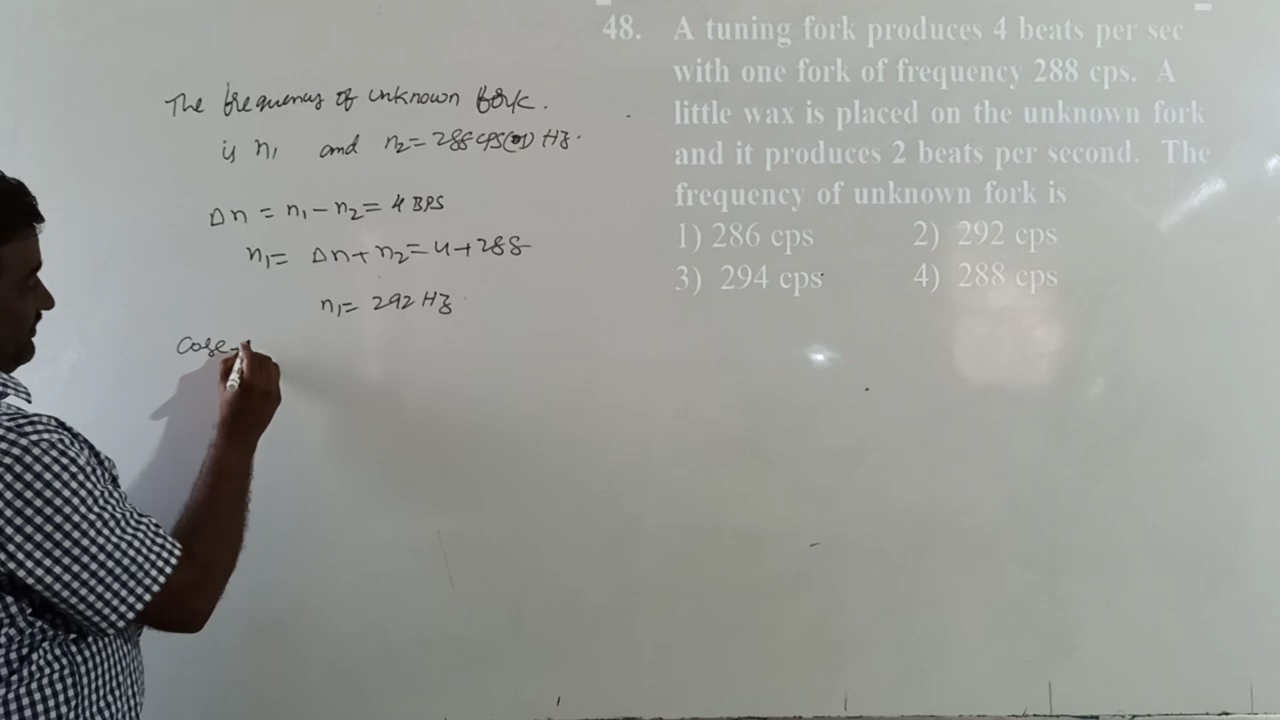 The frequency of unknown fork.
is n₁ and n₂ = 288 cps (or) Hz.
Δn = n₁ - n₂ = 4 BPS
n₁ = Δn + n₂ = 4 + 288
n₁ = 292 Hz
Case-
48. A tuning fork produces 4 beats per sec
with one fork of frequency 288 cps. A
little wax is placed on the unknown fork
and it produces 2 beats per second. The
frequency of unknown fork is
1) 286 cps 2) 292 cps
3) 294 cps 4) 288 cps